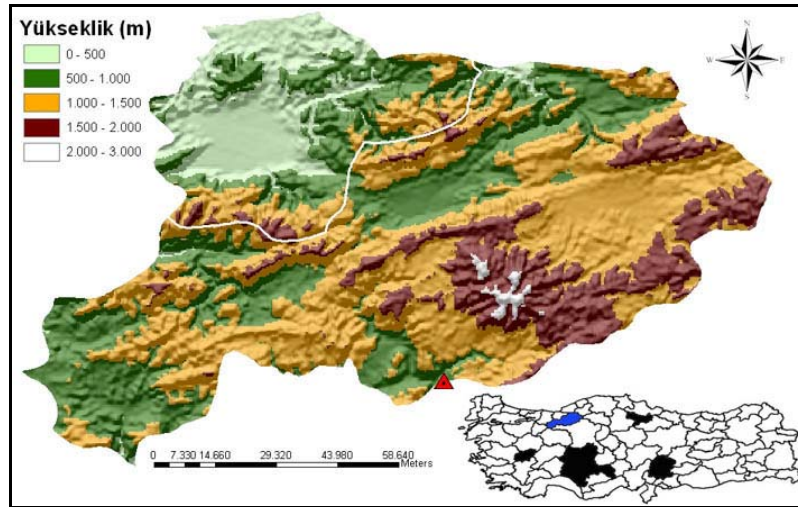 Yükseklik (m)
0 - 500
500 - 1.000
1.000 - 1.500
1.500 - 2.000
2.000 - 3.000
N
W E
S
0 7.330 14.660 29.320 43.980 58.640
Meters